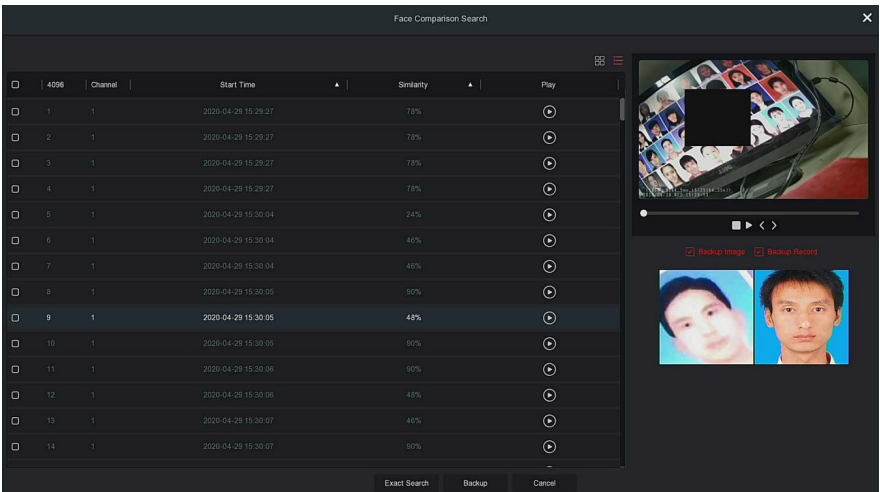 Face Comparison Search
4096 Channel Start Time Similarity Play
1 1 2020-04-29 15:29:27 78%
2 1 2020-04-29 15:29:27 78%
3 1 2020-04-29 15:29:27 78%
4 1 2020-04-29 15:29:27 78%
5 1 2020-04-29 15:30:04 24%
6 1 2020-04-29 15:30:04 46%
7 1 2020-04-29 15:30:04 46%
8 1 2020-04-29 15:30:05 90%
9 1 2020-04-29 15:30:05 48%
10 1 2020-04-29 15:30:05 90%
11 1 2020-04-29 15:30:06 90%
12 1 2020-04-29 15:30:06 48%
13 1 2020-04-29 15:30:07 46%
14 1 2020-04-29 15:30:07 90%
Backup Image Backup Record
Exact Search Backup Cancel